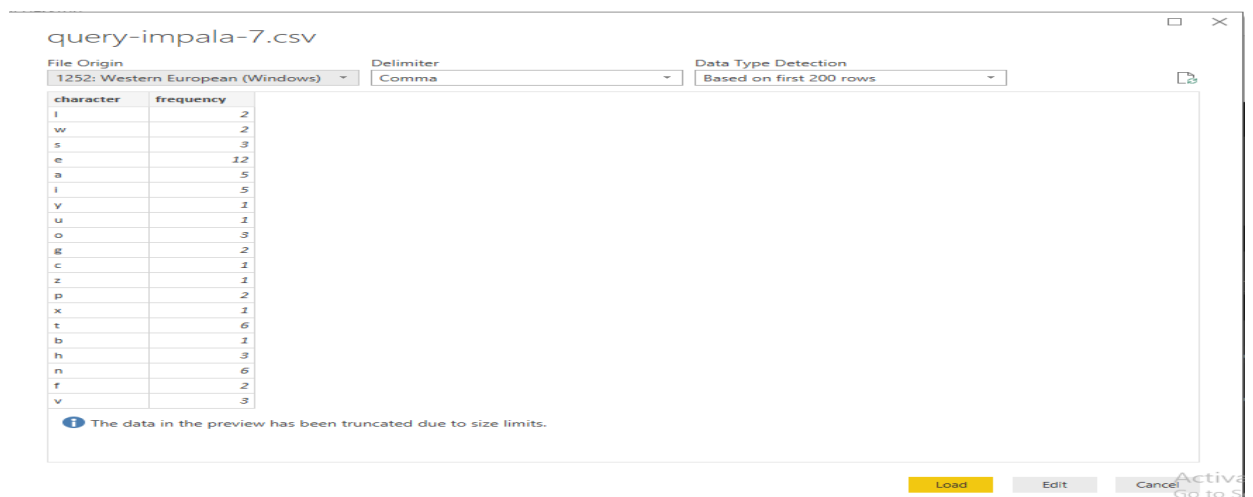 query-impala-7.csv
File Origin Delimiter Data Type Detection
1252: Western European (Windows) Comma Based on first 200 rows
character frequency
l 2
w 2
s 3
e 12
a 5
i 5
y 1
u 1
o 3
g 2
c 1
z 1
p 2
x 1
t 6
b 1
h 3
n 6
f 2
v 3
The data in the preview has been truncated due to size limits.
Load Edit Cancel
Activa
Go to S